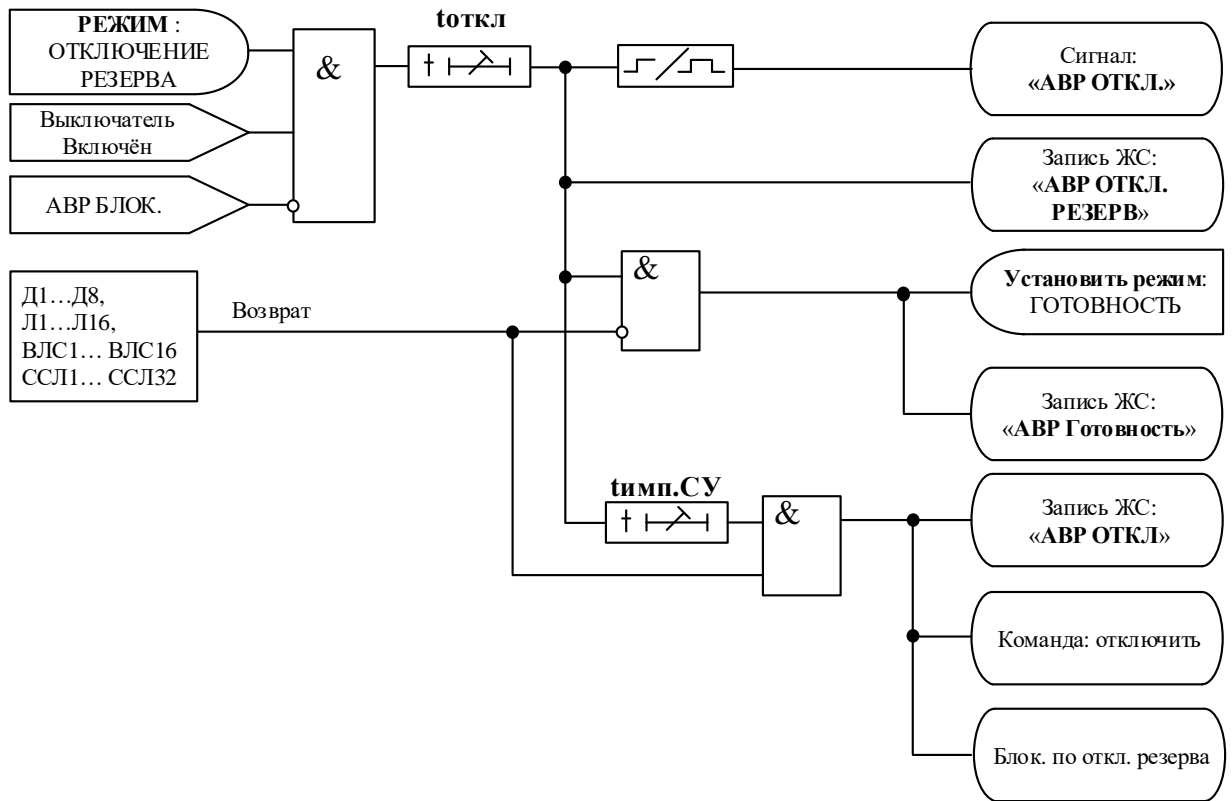 РЕЖИМ :
ОТКЛЮЧЕНИЕ
РЕЗЕРВА
Выключатель
Включён
АВР БЛОК.
&
tоткл
Сигнал:
«АВР ОТКЛ.»
Запись ЖС:
«АВР ОТКЛ.
РЕЗЕРВ»
Д1…Д8,
Л1…Л16,
ВЛС1… ВЛС16
ССЛ1… ССЛ32
Возврат
&
Установить режим:
ГОТОВНОСТЬ
Запись ЖС:
«АВР Готовность»
tимп.СУ
&
Запись ЖС:
«АВР ОТКЛ»
Команда: отключить
Блок. по откл. резерва